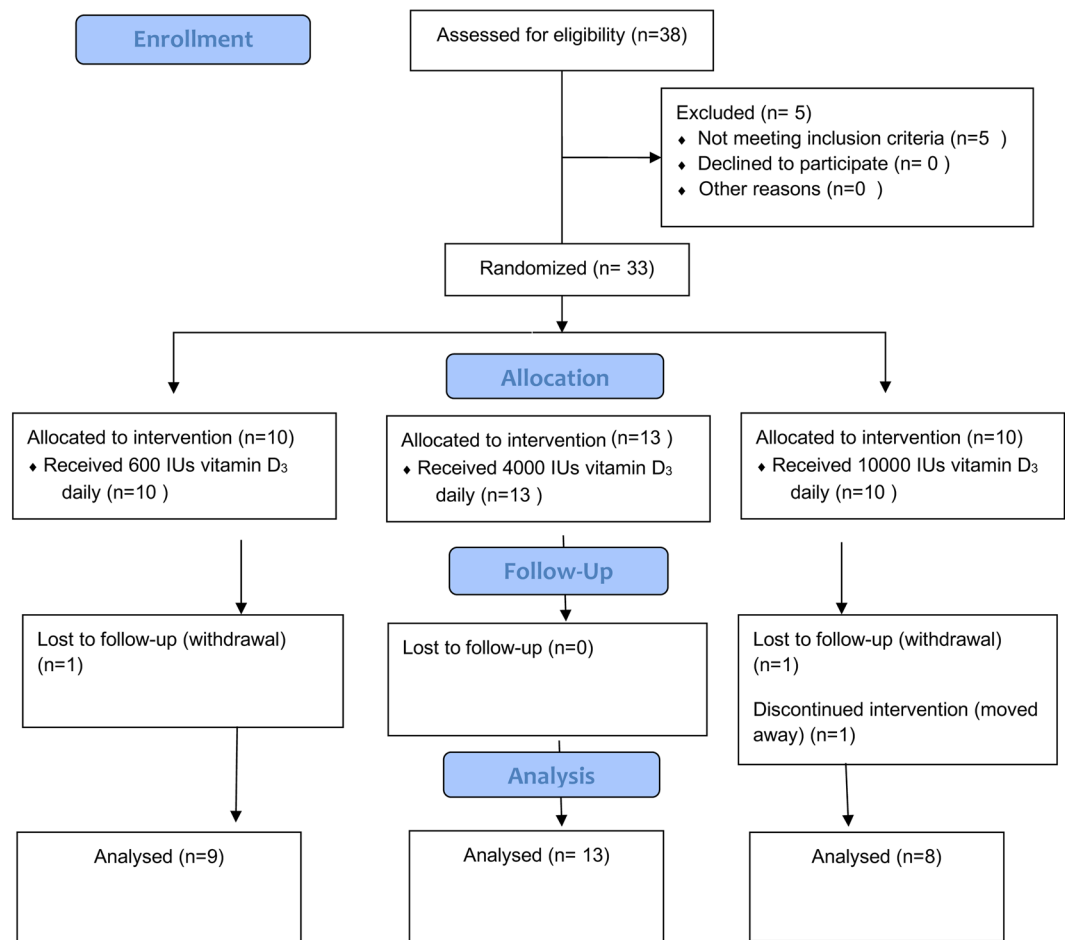 Enrollment
Assessed for eligibility (n=38)
Excluded (n= 5)
♦ Not meeting inclusion criteria (n=5  )
♦ Declined to participate (n= 0 )
♦ Other reasons (n=0  )
Randomized (n= 33)
Allocation
Allocated to intervention (n=10)
♦ Received 600 IUs vitamin D₃
daily (n=10 )
Allocated to intervention (n=13 )
♦ Received 4000 IUs vitamin D₃
daily (n=13 )
Allocated to intervention (n=10)
♦ Received 10000 IUs vitamin D₃
daily (n=10 )
Follow-Up
Lost to follow-up (withdrawal)
(n=1)
Lost to follow-up (n=0)
Lost to follow-up (withdrawal)
(n=1)
Discontinued intervention (moved
away) (n=1)
Analysis
Analysed (n=9)
Analysed (n= 13)
Analysed (n=8)